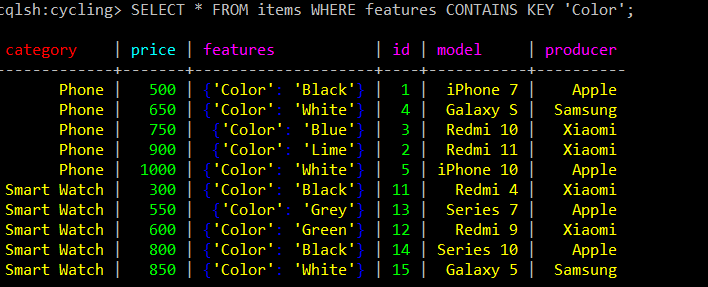 cqlsh:cycling> SELECT * FROM items WHERE features CONTAINS KEY 'Color';
category | price | features | id | model | producer
-------------+-------+--------------------+----+-----------+----------
Phone | 500 | {'Color': 'Black'} | 1 | iPhone 7 | Apple
Phone | 650 | {'Color': 'White'} | 4 | Galaxy S | Samsung
Phone | 750 | {'Color': 'Blue'} | 3 | Redmi 10 | Xiaomi
Phone | 900 | {'Color': 'Lime'} | 2 | Redmi 11 | Xiaomi
Phone | 1000 | {'Color': 'White'} | 5 | iPhone 10 | Apple
Smart Watch | 300 | {'Color': 'Black'} | 11 | Redmi 4 | Xiaomi
Smart Watch | 550 | {'Color': 'Grey'} | 13 | Series 7 | Apple
Smart Watch | 600 | {'Color': 'Green'} | 12 | Redmi 9 | Xiaomi
Smart Watch | 800 | {'Color': 'Black'} | 14 | Series 10 | Apple
Smart Watch | 850 | {'Color': 'White'} | 15 | Galaxy 5 | Samsung